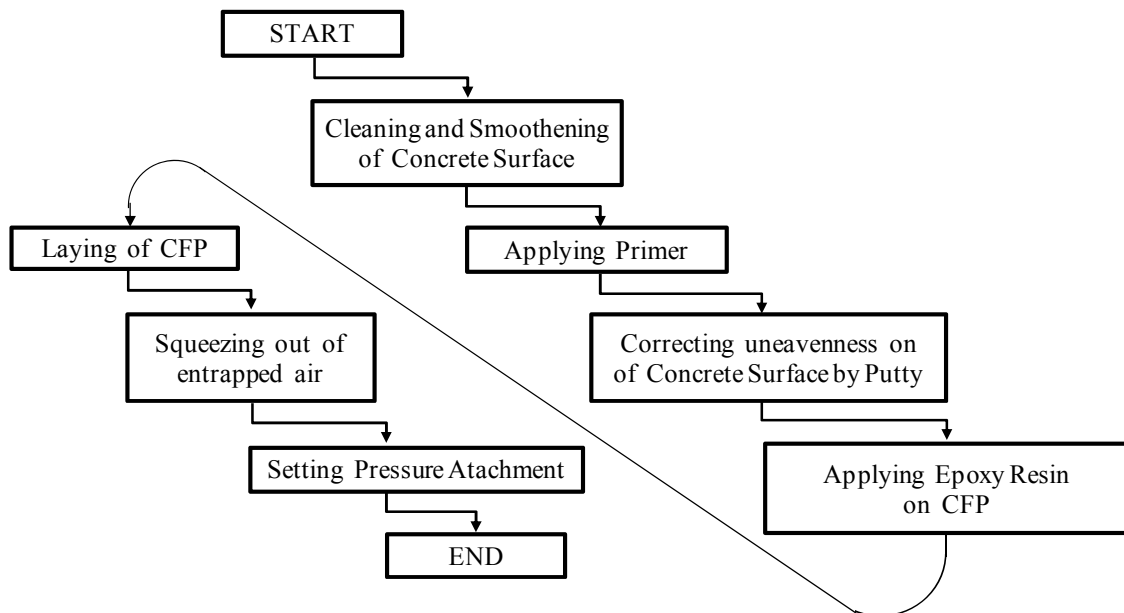 START
Cleaning and Smoothening
of Concrete Surface
Applying Primer
Correcting uneavenness on
of Concrete Surface by Putty
Applying Epoxy Resin
on CFP
Laying of CFP
Squeezing out of
entrapped air
Setting Pressure Atachment
END